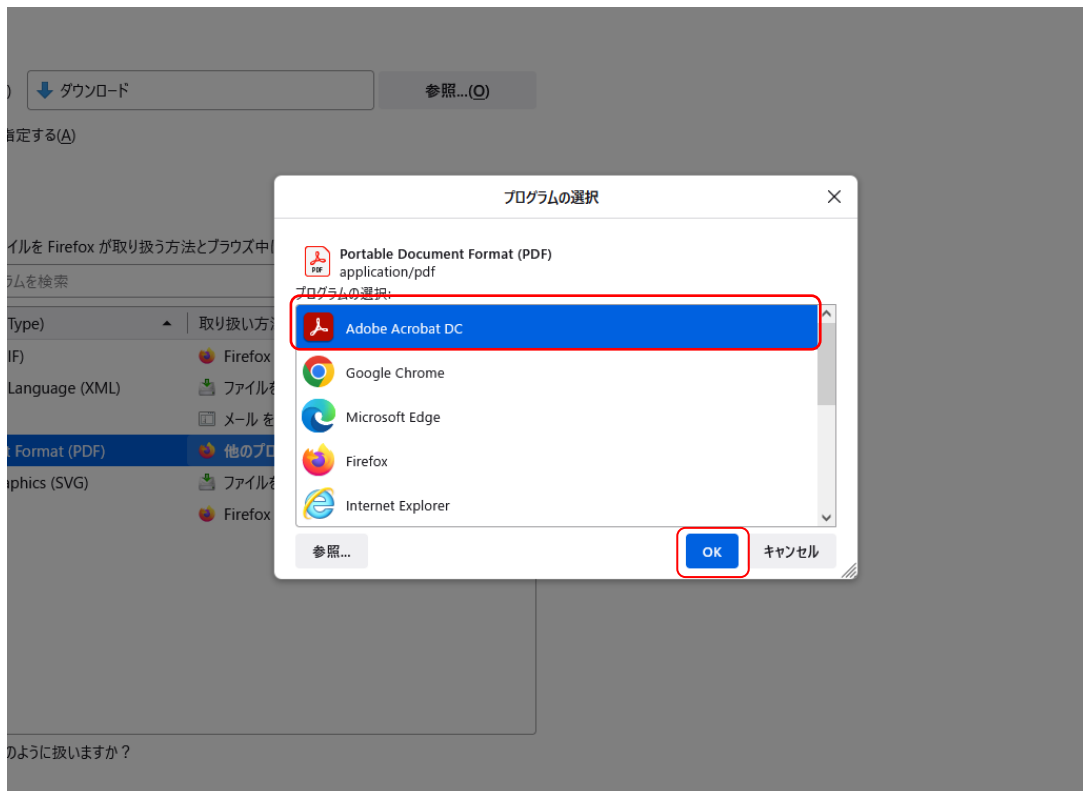 )
ダウンロード
参照...(O)
指定する(A)
プログラムの選択
イルを Firefox が取り扱う方法とブラウズ中に
Portable Document Format (PDF)
PDF
application/pdf
ラムを検索
プログラムの選択:
Type)
取り扱い方法
Adobe Acrobat DC
IF)
Firefox
Google Chrome
Language (XML)
ファイルを
メール を
Microsoft Edge
t Format (PDF)
他のプロ
Firefox
aphics (SVG)
ファイルを
Internet Explorer
Firefox
参照...
OK
キャンセル
のように扱いますか？